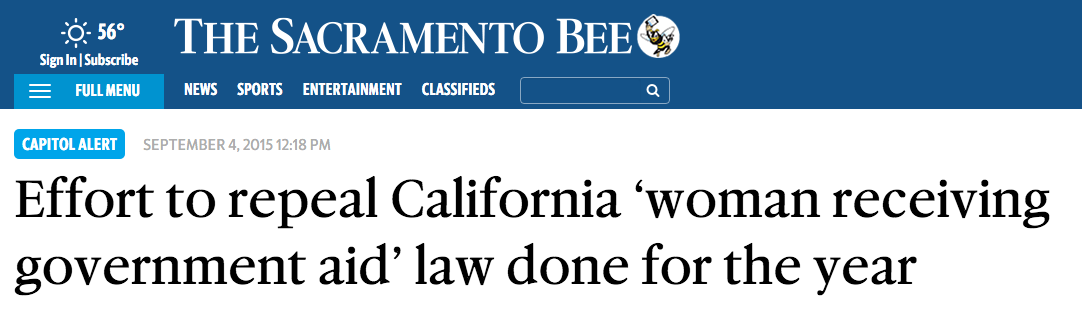 56°
THE SACRAMENTO BEE
Sign In | Subscribe
FULL MENU NEWS SPORTS ENTERTAINMENT CLASSIFIEDS
CAPITOL ALERT SEPTEMBER 4, 2015 12:18 PM
Effort to repeal California ‘woman receiving
government aid’ law done for the year